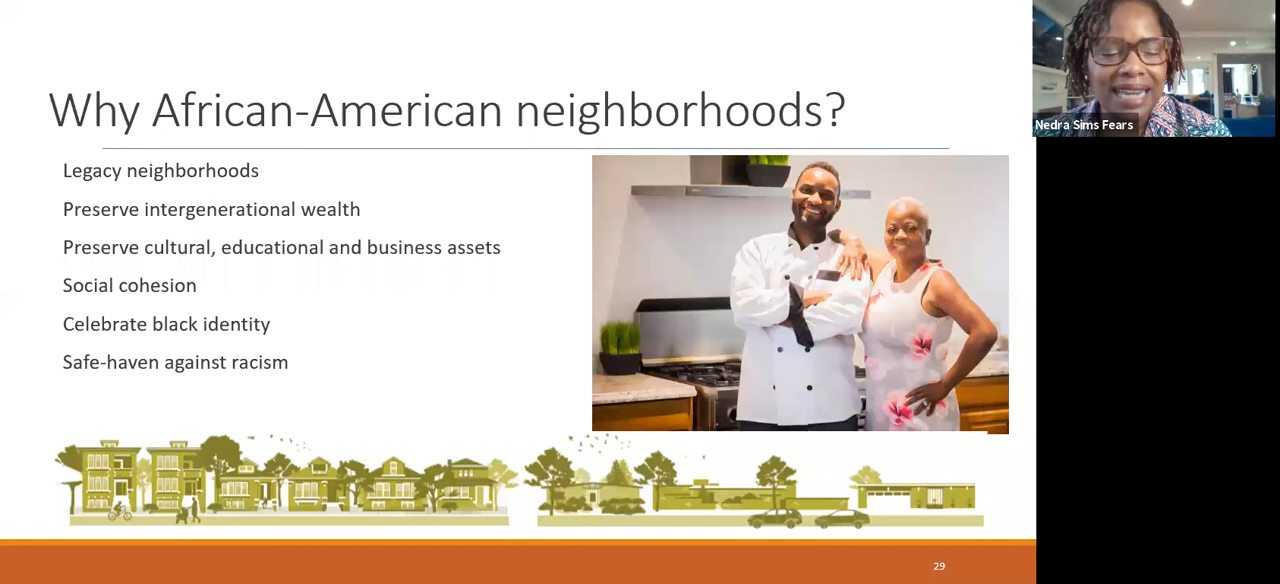 Why African-American neighborhoods?
Legacy neighborhoods
Preserve intergenerational wealth
Preserve cultural, educational and business assets
Social cohesion
Celebrate black identity
Safe-haven against racism
29
Nedra Sims Fears